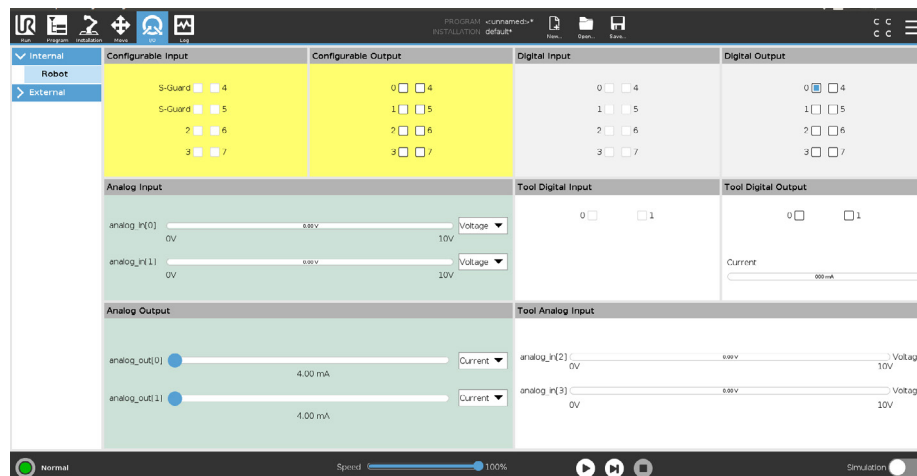 UR
PROGRAM <unnamed>*
INSTALLATION default*
Run Program Installation Move I/O Log New... Open... Save...
C C
C C
Internal
Robot
External
Configurable Input
S-Guard 4
S-Guard 5
2 6
3 7
Configurable Output
0 4
1 5
2 6
3 7
Digital Input
0 4
1 5
2 6
3 7
Digital Output
0 4
1 5
2 6
3 7
Analog Input
analog_in[0] 0.00 V Voltage
0V 10V
analog_in[1] 0.00 V Voltage
0V 10V
Tool Digital Input
0 1
Tool Digital Output
0 1
Current
000 mA
Analog Output
analog_out[0] Current
4.00 mA
analog_out[1] Current
4.00 mA
Tool Analog Input
analog_in[2] 0.00 V Voltag
0V 10V
analog_in[3] 0.00 V Voltag
0V 10V
Normal
Speed 100%
Simulation